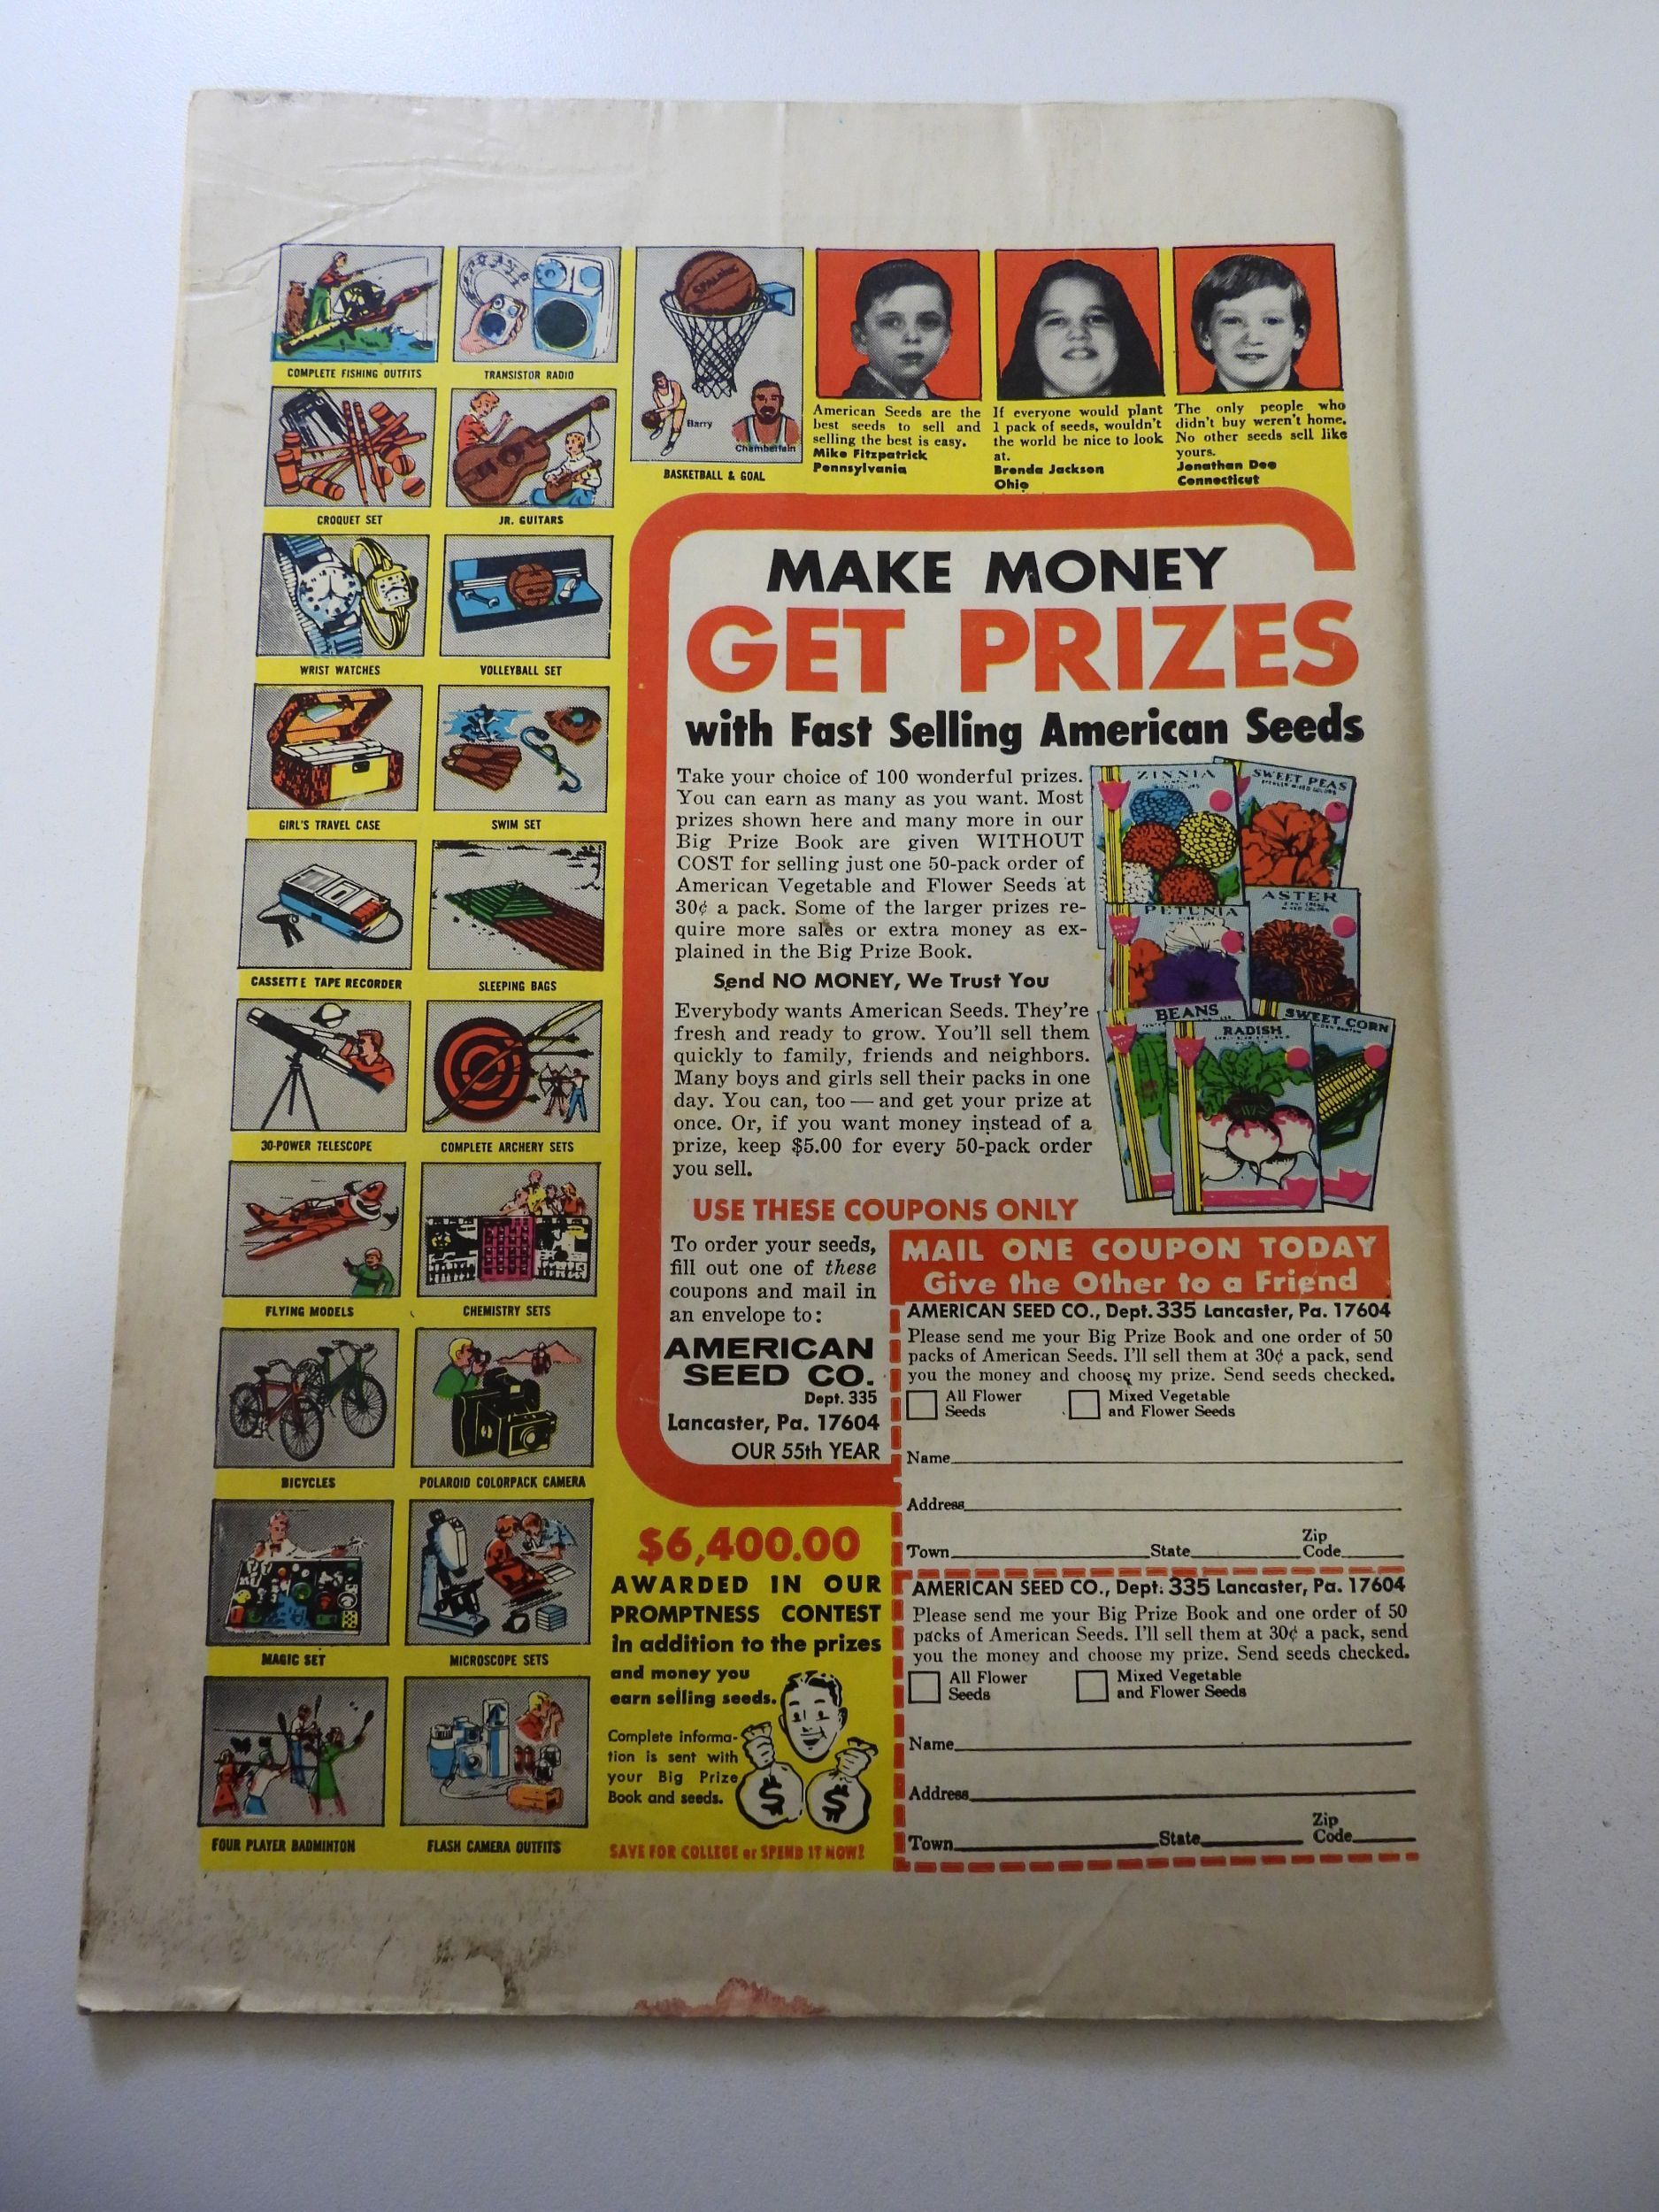 COMPLETE FISHING OUTFITS
TRANSISTOR RADIO
CROQUET SET
JR. GUITARS
WRIST WATCHES
VOLLEYBALL SET
GIRL'S TRAVEL CASE
SWIM SET
CASSETTE TAPE RECORDER
SLEEPING BAGS
30-POWER TELESCOPE
COMPLETE ARCHERY SETS
FLYING MODELS
CHEMISTRY SETS
BICYCLES
POLAROID COLORPACK CAMERA
MAGIC SET
MICROSCOPE SETS
FOUR PLAYER BADMINTON
FLASH CAMERA OUTFITS
SPALDING
Barry
Chamberlain
BASKETBALL & GOAL
American Seeds are the
best seeds to sell and
selling the best is easy.
Mike Fitzpatrick
Pennsylvania
If everyone would plant
1 pack of seeds, wouldn't
the world be nice to look
at.
Brenda Jackson
Ohio
The only people who
didn't buy weren't home.
No other seeds sell like
yours.
Jonathan Dee
Connecticut
MAKE MONEY
GET PRIZES
with Fast Selling American Seeds
Take your choice of 100 wonderful prizes.
You can earn as many as you want. Most
prizes shown here and many more in our
Big Prize Book are given WITHOUT
COST for selling just one 50-pack order of
American Vegetable and Flower Seeds at
30¢ a pack. Some of the larger prizes re-
quire more sales or extra money as ex-
plained in the Big Prize Book.
Send NO MONEY, We Trust You
Everybody wants American Seeds. They're
fresh and ready to grow. You'll sell them
quickly to family, friends and neighbors.
Many boys and girls sell their packs in one
day. You can, too — and get your prize at
once. Or, if you want money instead of a
prize, keep $5.00 for every 50-pack order
you sell.
ZINNIA
SWEET PEAS
PETUNIA
ASTER
BEANS
RADISH
SWEET CORN
USE THESE COUPONS ONLY
To order your seeds,
fill out one of these
coupons and mail in
an envelope to:
AMERICAN
SEED CO.
Dept. 335
Lancaster, Pa. 17604
OUR 55th YEAR
$6,400.00
AWARDED IN OUR
PROMPTNESS CONTEST
in addition to the prizes
and money you
earn selling seeds.
Complete informa-
tion is sent with
your Big Prize
Book and seeds.
$ $
SAVE FOR COLLEGE or SPEND IT NOW!
MAIL ONE COUPON TODAY
Give the Other to a Friend
AMERICAN SEED CO., Dept. 335 Lancaster, Pa. 17604
Please send me your Big Prize Book and one order of 50
packs of American Seeds. I'll sell them at 30¢ a pack, send
you the money and choose my prize. Send seeds checked.
All Flower Seeds
Mixed Vegetable and Flower Seeds
Name
Address
Town State Zip Code
AMERICAN SEED CO., Dept. 335 Lancaster, Pa. 17604
Please send me your Big Prize Book and one order of 50
packs of American Seeds. I'll sell them at 30¢ a pack, send
you the money and choose my prize. Send seeds checked.
All Flower Seeds
Mixed Vegetable and Flower Seeds
Name
Address
Town State Zip Code